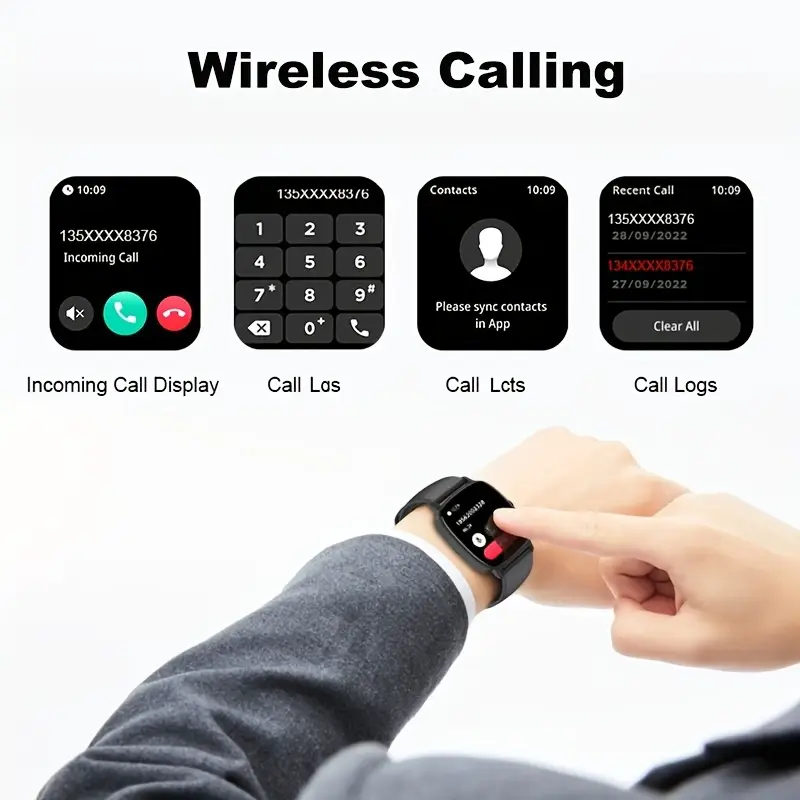 Wireless Calling
10:09
135XXXX8376
Incoming Call
135XXXX8376
1 2 3
4 5 6
7* 8 9#
0+
Contacts 10:09
Please sync contacts
in App
Recent Call 10:09
135XXXX8376
28/09/2022
134XXXX8376
27/09/2022
Clear All
Incoming Call Display
Call Los
Call Lcts
Call Logs